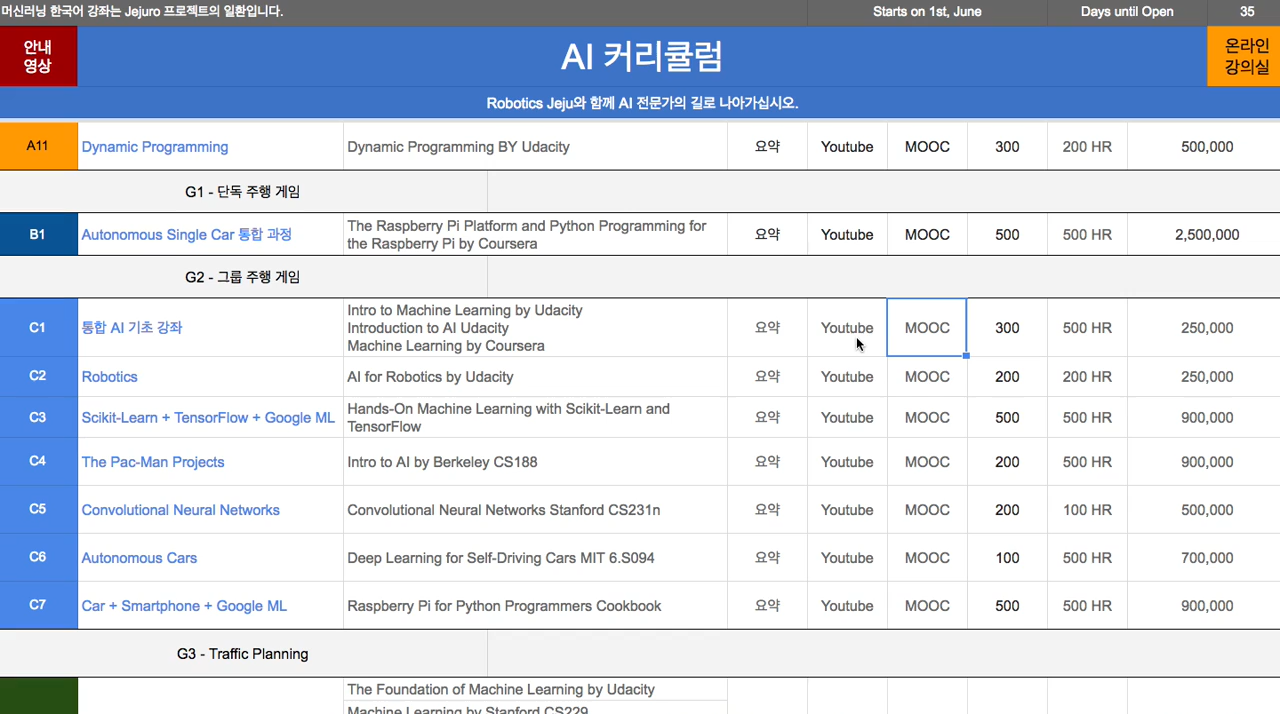 머신러닝 한국어 강좌는 Jejuro 프로젝트의 일환입니다. Starts on 1st, June Days until Open 35
안내
영상
AI 커리큘럼
온라인
강의실
Robotics Jeju와 함께 AI 전문가의 길로 나아가십시오.
A11 Dynamic Programming Dynamic Programming BY Udacity 요약 Youtube MOOC 300 200 HR 500,000
G1 - 단독 주행 게임
B1 Autonomous Single Car 통합 과정 The Raspberry Pi Platform and Python Programming for
the Raspberry Pi by Coursera 요약 Youtube MOOC 500 500 HR 2,500,000
G2 - 그룹 주행 게임
C1 통합 AI 기초 강좌 Intro to Machine Learning by Udacity
Introduction to AI Udacity
Machine Learning by Coursera 요약 Youtube MOOC 300 500 HR 250,000
C2 Robotics AI for Robotics by Udacity 요약 Youtube MOOC 200 200 HR 250,000
C3 Scikit-Learn + TensorFlow + Google ML Hands-On Machine Learning with Scikit-Learn and
TensorFlow 요약 Youtube MOOC 500 500 HR 900,000
C4 The Pac-Man Projects Intro to AI by Berkeley CS188 요약 Youtube MOOC 200 500 HR 900,000
C5 Convolutional Neural Networks Convolutional Neural Networks Stanford CS231n 요약 Youtube MOOC 200 100 HR 500,000
C6 Autonomous Cars Deep Learning for Self-Driving Cars MIT 6.S094 요약 Youtube MOOC 100 500 HR 700,000
C7 Car + Smartphone + Google ML Raspberry Pi for Python Programmers Cookbook 요약 Youtube MOOC 500 500 HR 900,000
G3 - Traffic Planning
The Foundation of Machine Learning by Udacity
Machine Learning by Stanford CS229